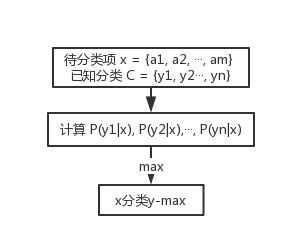 待分类项 x = {a1, a2, ···, am}
已知分类 C = {y1, y2···, yn}
计算 P(y1|x), P(y2|x),···, P(yn|x)
max
x分类y-max